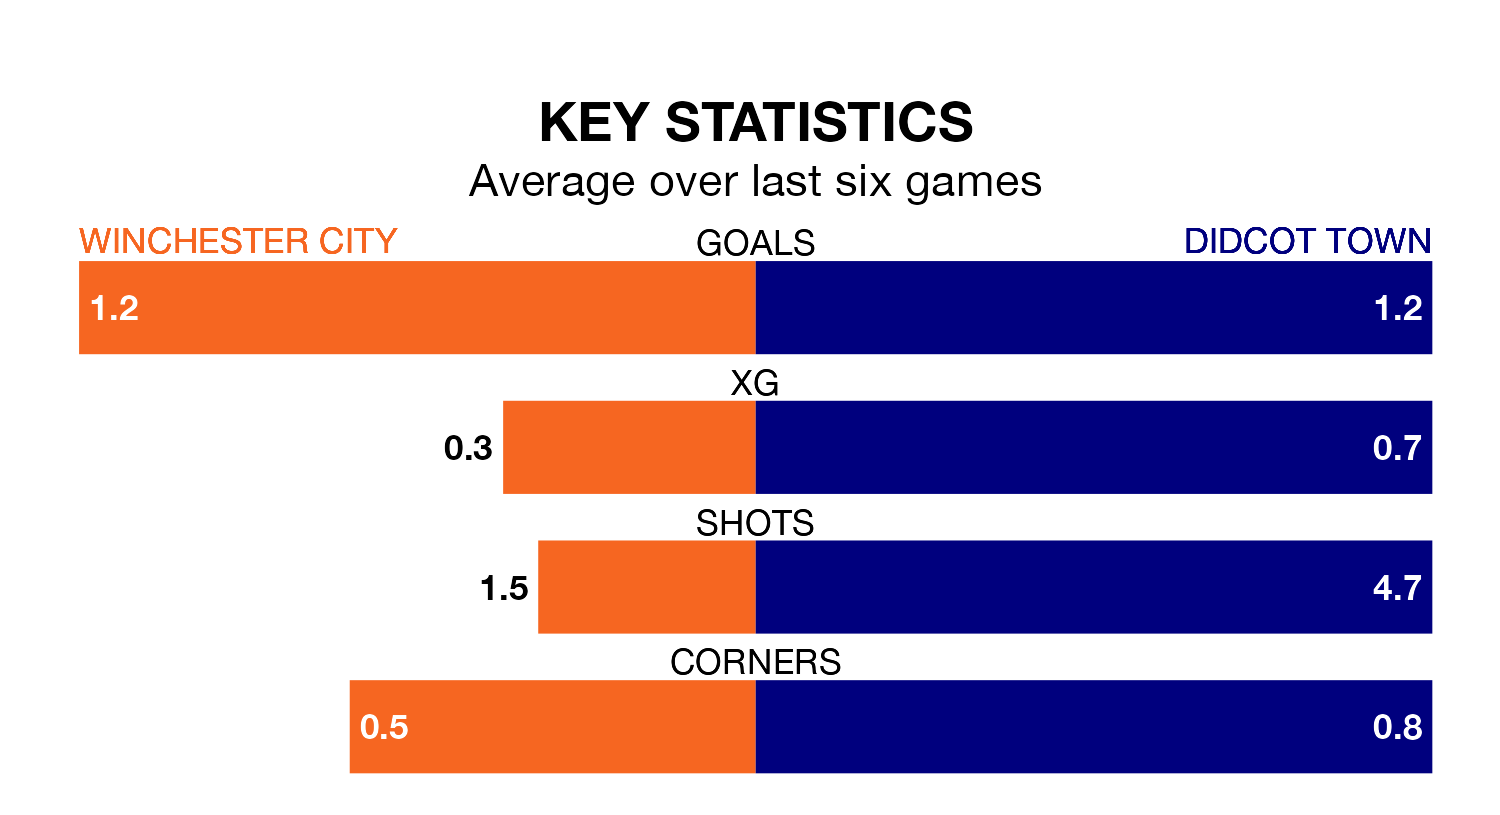 KEY STATISTICS
Average over last six games
WINCHESTER CITY GOALS DIDCOT TOWN
1.2 1.2
XG
0.3 0.7
SHOTS
1.5 4.7
CORNERS
0.5 0.8